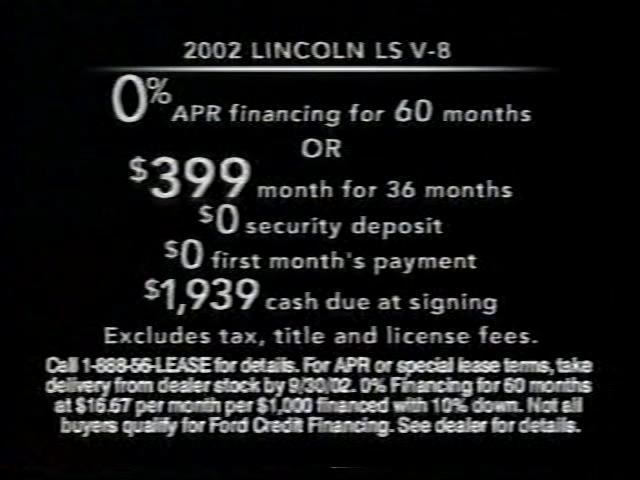 2002 LINCOLN LS V-8
0% APR financing for 60 months
OR
$399 month for 36 months
$0 security deposit
$0 first month's payment
$1,939 cash due at signing
Excludes tax, title and license fees.
Call 1-888-56-LEASE for details. For APR or special lease terms, take
delivery from dealer stock by 9/30/02. 0% Financing for 60 months
at $16.67 per month per $1,000 financed with 10% down. Not all
buyers qualify for Ford Credit Financing. See dealer for details.